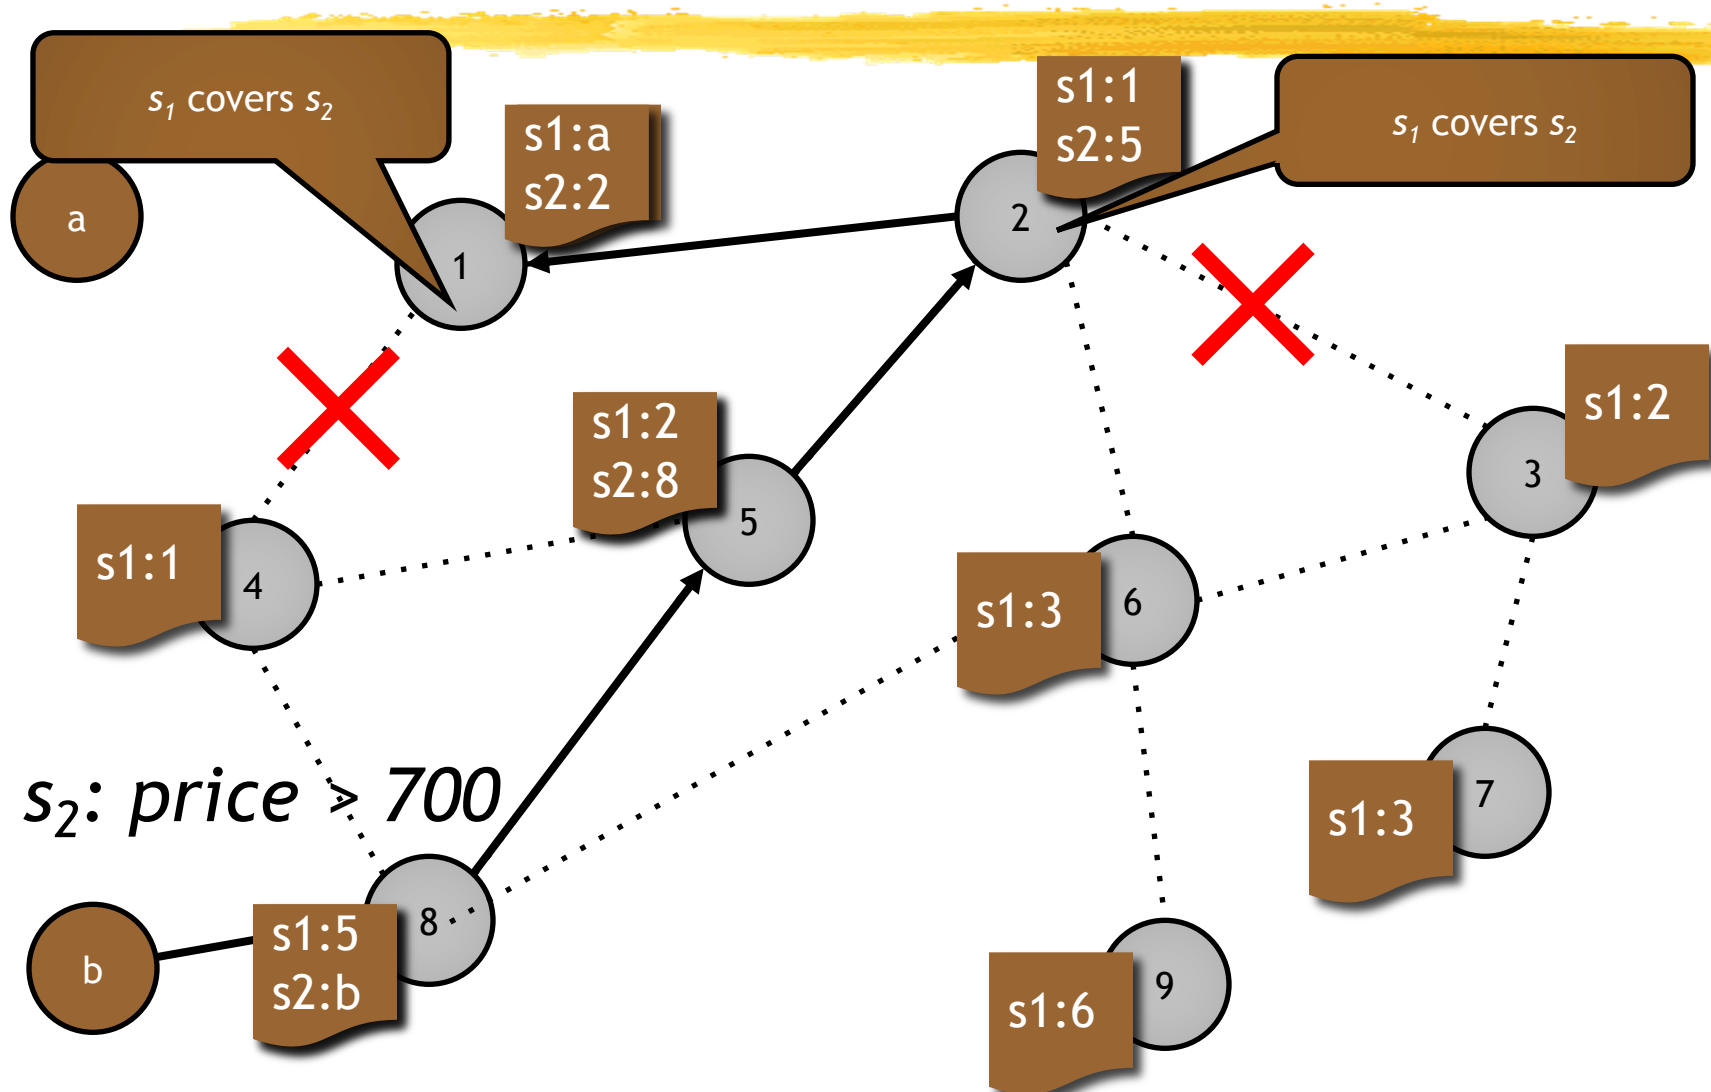 s₁ covers s₂
s1:a
s2:2
s1:1
s2:5
s₁ covers s₂
a
1
2
s1:2
s2:8
s1:2
3
5
s1:1
4
s1:3
6
s₂: price > 700
s1:3
7
s1:5
s2:b
8
b
s1:6
9